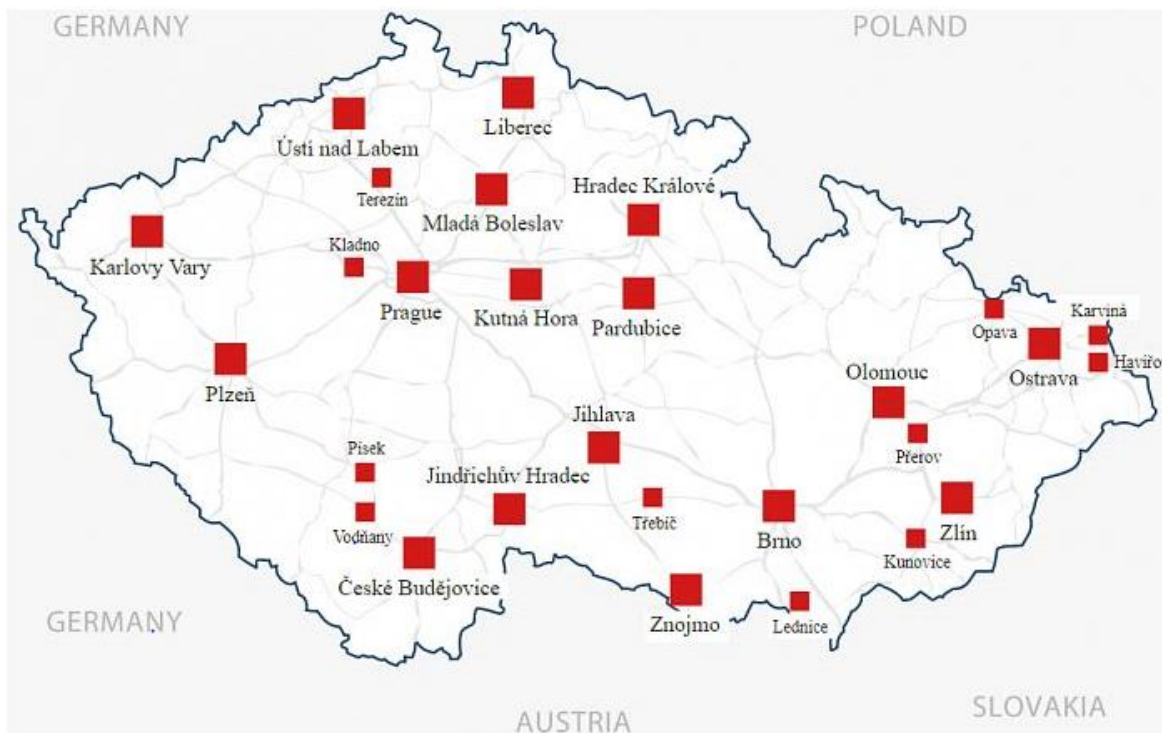 GERMANY
POLAND
Liberec
Ústí nad Labem
Terezín
Hradec Králové
Mladá Boleslav
Karlovy Vary
Kladno
Prague
Kutná Hora
Pardubice
Opava
Karviná
Havířo
Ostrava
Plzeň
Olomouc
Přerov
Jihlava
Písek
Jindřichův Hradec
Vodňany
Třebíč
Brno
Zlín
Kunovice
České Budějovice
Znojmo
Lednice
GERMANY
SLOVAKIA
AUSTRIA